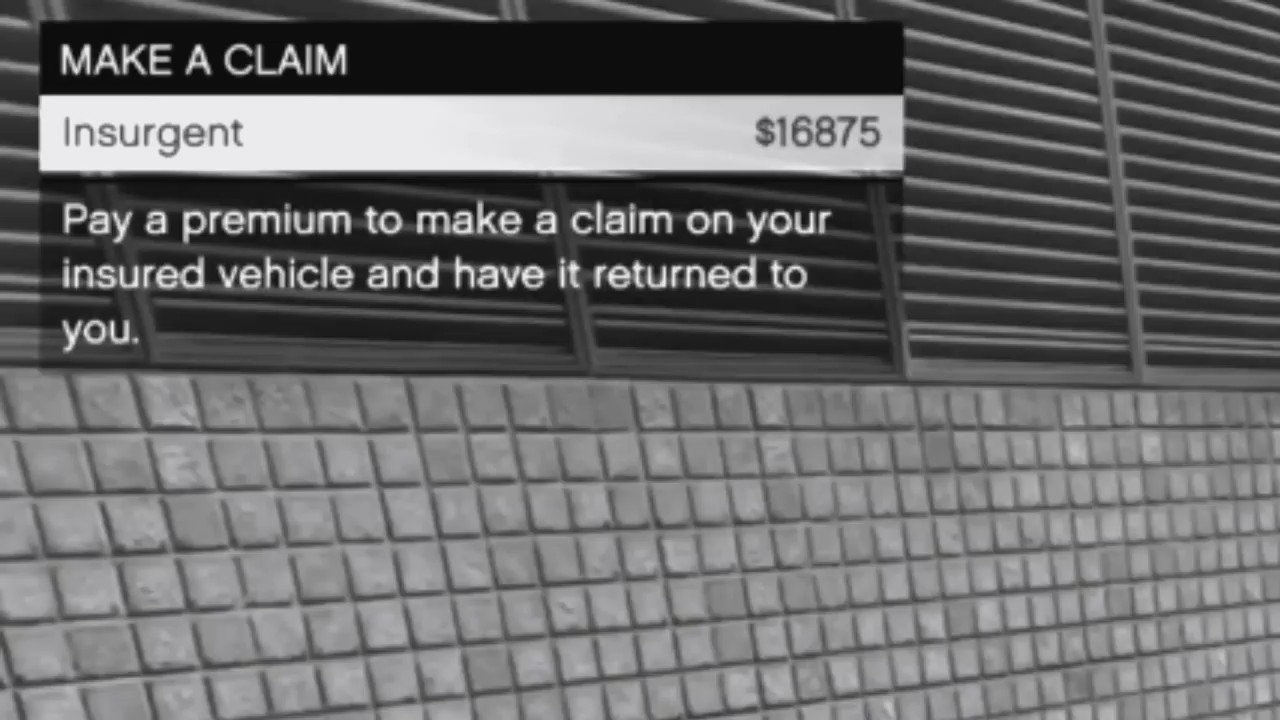 MAKE A CLAIM
Insurgent $16875
Pay a premium to make a claim on your
insured vehicle and have it returned to
you.